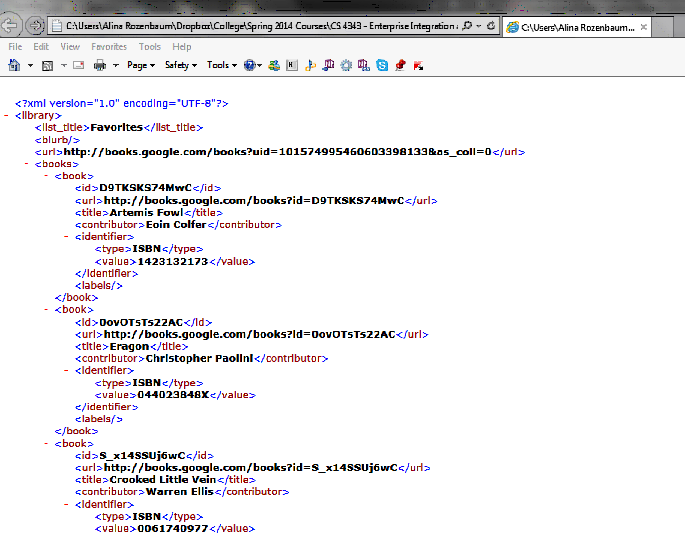 C:\Users\Alina Rozenbaum\Dropbox\College\Spring 2014 Courses\CS 4343 - Enterprise Integration a
C:\Users\Alina Rozenbaum...
File Edit View Favorites Tools Help
Page Safety Tools
<?xml version="1.0" encoding="UTF-8"?>
- <library>
<list_title>Favorites</list_title>
<blurb/>
<url>http://books.google.com/books?uid=101574995460603398133&as_coll=0</url>
- <books>
- <book>
<id>D9TKSKS74MwC</id>
<url>http://books.google.com/books?id=D9TKSKS74MwC</url>
<title>Artemis Fowl</title>
<contributor>Eoin Colfer</contributor>
- <identifier>
<type>ISBN</type>
<value>1423132173</value>
</identifier>
<labels/>
</book>
- <book>
<id>0ovOTsTs22AC</id>
<url>http://books.google.com/books?id=0ovOTsTs22AC</url>
<title>Eragon</title>
<contributor>Christopher Paolini</contributor>
- <identifier>
<type>ISBN</type>
<value>044023848X</value>
</identifier>
<labels/>
</book>
- <book>
<id>S_x14SSUj6wC</id>
<url>http://books.google.com/books?id=S_x14SSUj6wC</url>
<title>Crooked Little Vein</title>
<contributor>Warren Ellis</contributor>
- <identifier>
<type>ISBN</type>
<value>0061740977</value>